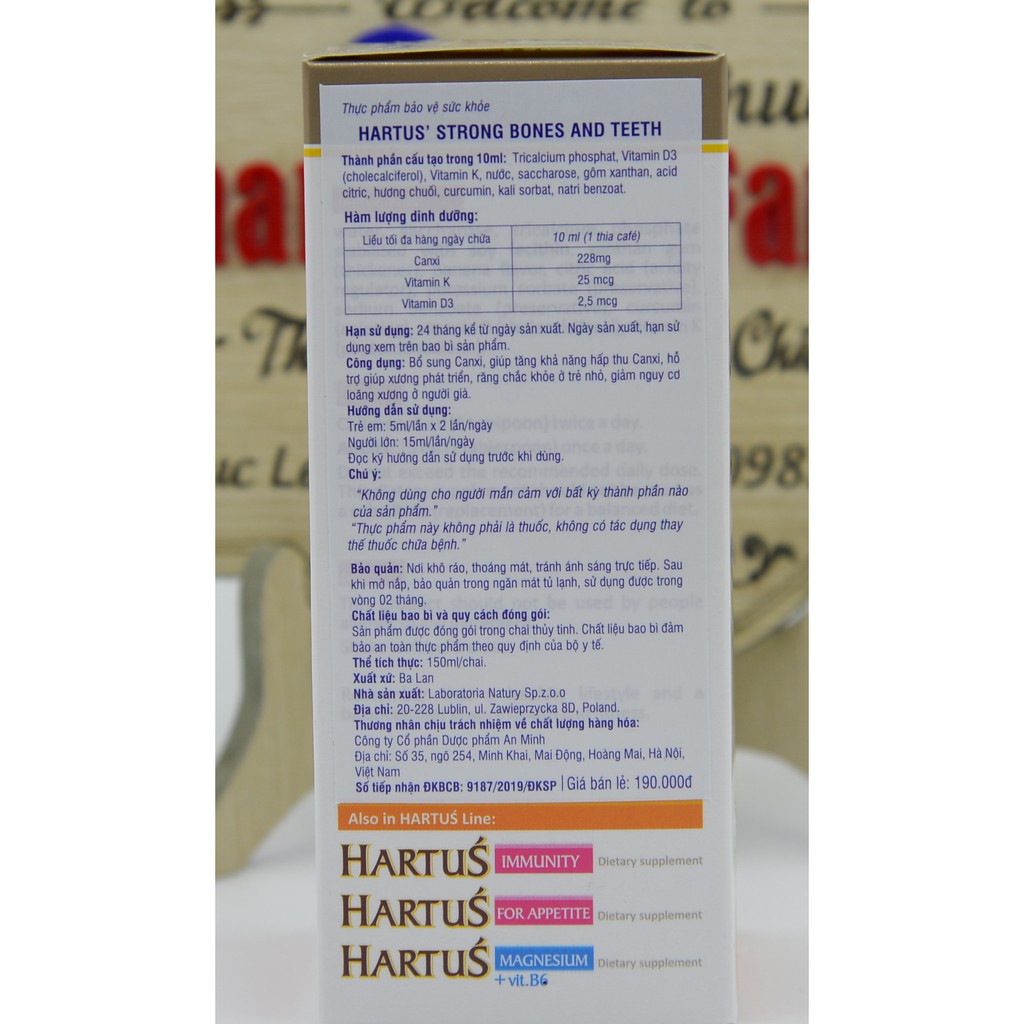 Welcome to
Thực phẩm bảo vệ sức khỏe
HARTUS' STRONG BONES AND TEETH
Thành phần cấu tạo trong 10ml: Tricalcium phosphat, Vitamin D3
(cholecalciferol), Vitamin K, nước, saccharose, gôm xanthan, acid
citric, hương chuối, curcumin, kali sorbat, natri benzoat.
Hàm lượng dinh dưỡng:
Liều tối đa hàng ngày chứa 10 ml (1 thìa café)
Canxi 228mg
Vitamin K 25 mcg
Vitamin D3 2,5 mcg
Hạn sử dụng: 24 tháng kể từ ngày sản xuất. Ngày sản xuất, hạn sử
dụng xem trên bao bì sản phẩm.
Công dụng: Bổ sung Canxi, giúp tăng khả năng hấp thu Canxi, hỗ
trợ giúp xương phát triển, răng chắc khỏe ở trẻ nhỏ, giảm nguy cơ
loãng xương ở người già.
Hướng dẫn sử dụng:
Trẻ em: 5ml/lần x 2 lần/ngày
Người lớn: 15ml/lần/ngày
Đọc kỹ hướng dẫn sử dụng trước khi dùng.
Chú ý:
"Không dùng cho người mẫn cảm với bất kỳ thành phần nào
của sản phẩm."
"Thực phẩm này không phải là thuốc, không có tác dụng thay
thế thuốc chữa bệnh."
Bảo quản: Nơi khô ráo, thoáng mát, tránh ánh sáng trực tiếp. Sau
khi mở nắp, bảo quản trong ngăn mát tủ lạnh, sử dụng được trong
vòng 02 tháng.
Chất liệu bao bì và quy cách đóng gói:
Sản phẩm được đóng gói trong chai thủy tinh. Chất liệu bao bì đảm
bảo an toàn thực phẩm theo quy định của bộ y tế.
Thể tích thực: 150ml/chai.
Xuất xứ: Ba Lan
Nhà sản xuất: Laboratoria Natury Sp.z.o.o
Địa chỉ: 20-228 Lublin, ul. Zawieprzycka 8D, Poland.
Thương nhân chịu trách nhiệm về chất lượng hàng hóa:
Công ty Cổ phần Dược phẩm An Minh
Địa chỉ: Số 35, ngõ 254, Minh Khai, Mai Động, Hoàng Mai, Hà Nội,
Việt Nam
Số tiếp nhận ĐKBCB: 9187/2019/ĐKSP | Giá bán lẻ: 190.000đ
Also in HARTUŚ Line:
HARTUŚ IMMUNITY Dietary supplement
HARTUŚ FOR APPETITE Dietary supplement
HARTUŚ MAGNESIUM Dietary supplement
+ vit.B6